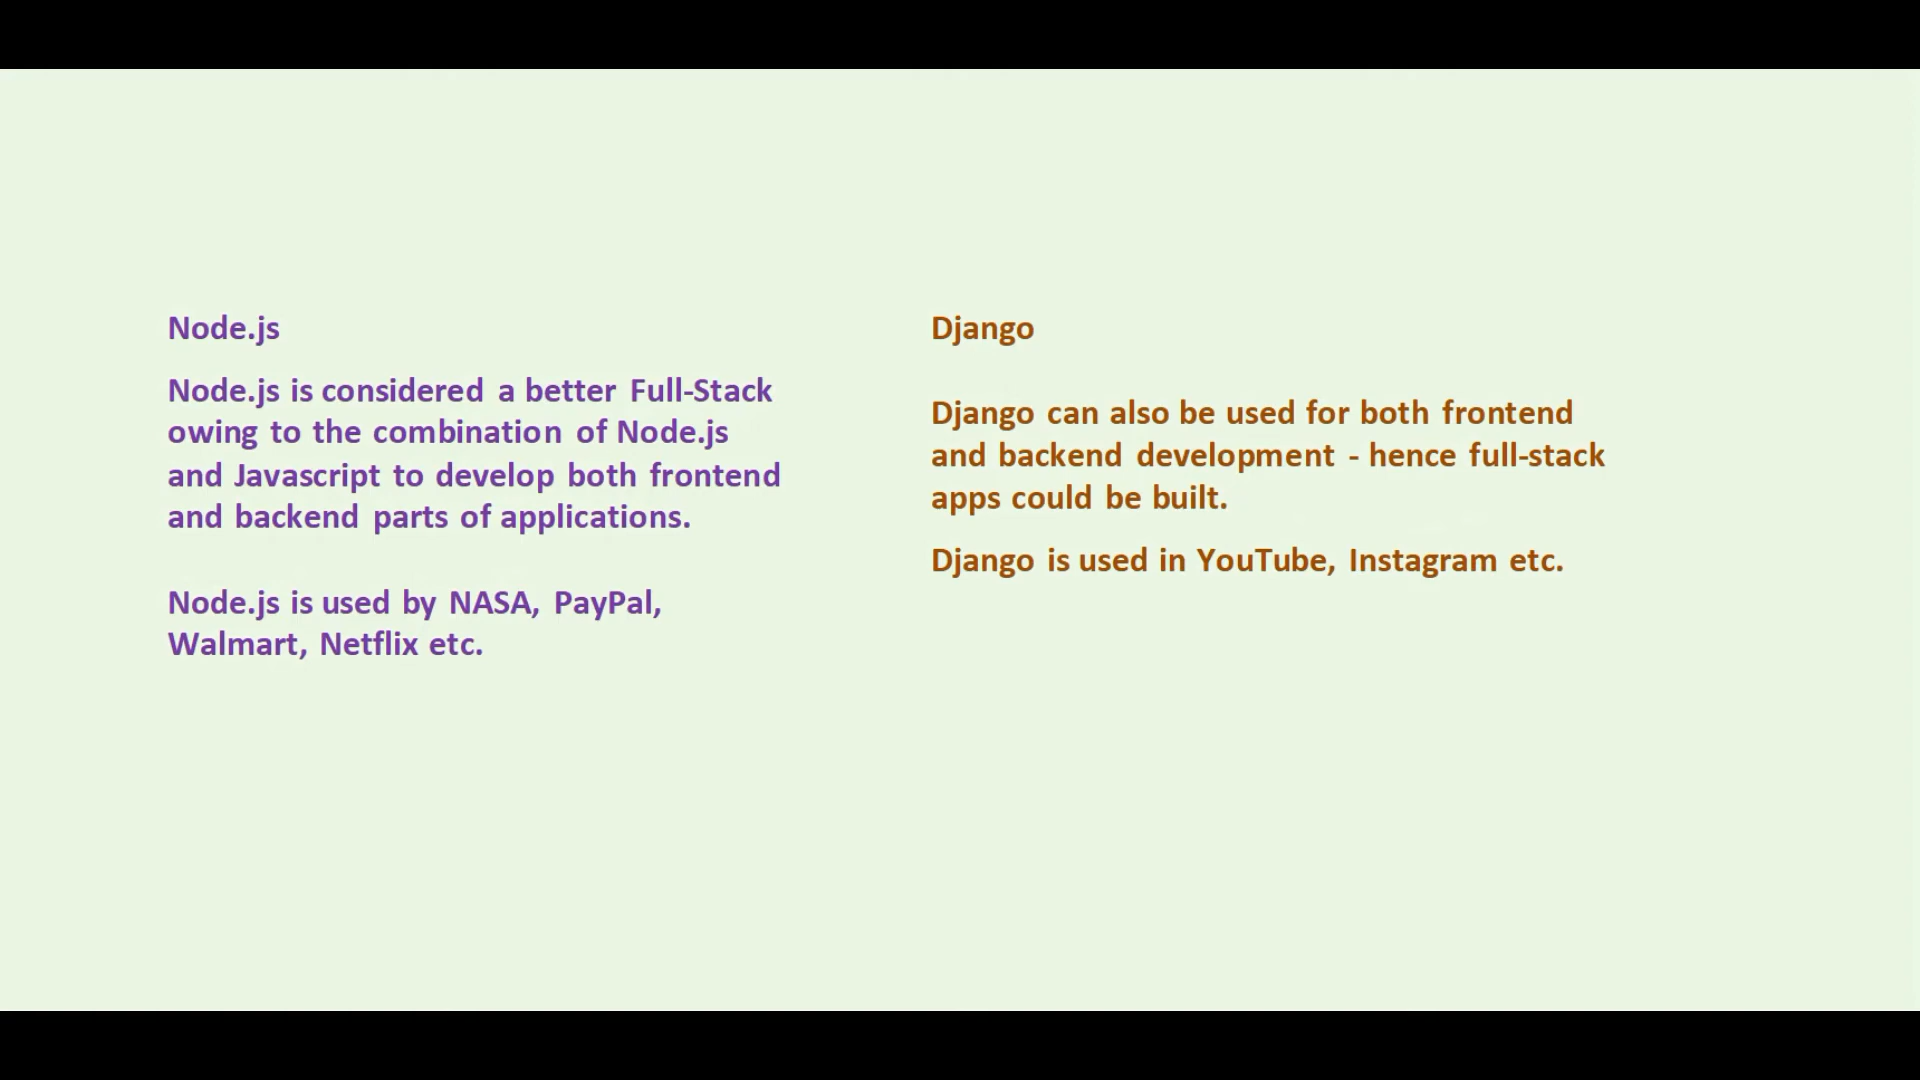 Node.js
Node.js is considered a better Full-Stack
owing to the combination of Node.js
and Javascript to develop both frontend
and backend parts of applications.
Node.js is used by NASA, PayPal,
Walmart, Netflix etc.
Django
Django can also be used for both frontend
and backend development - hence full-stack
apps could be built.
Django is used in YouTube, Instagram etc.